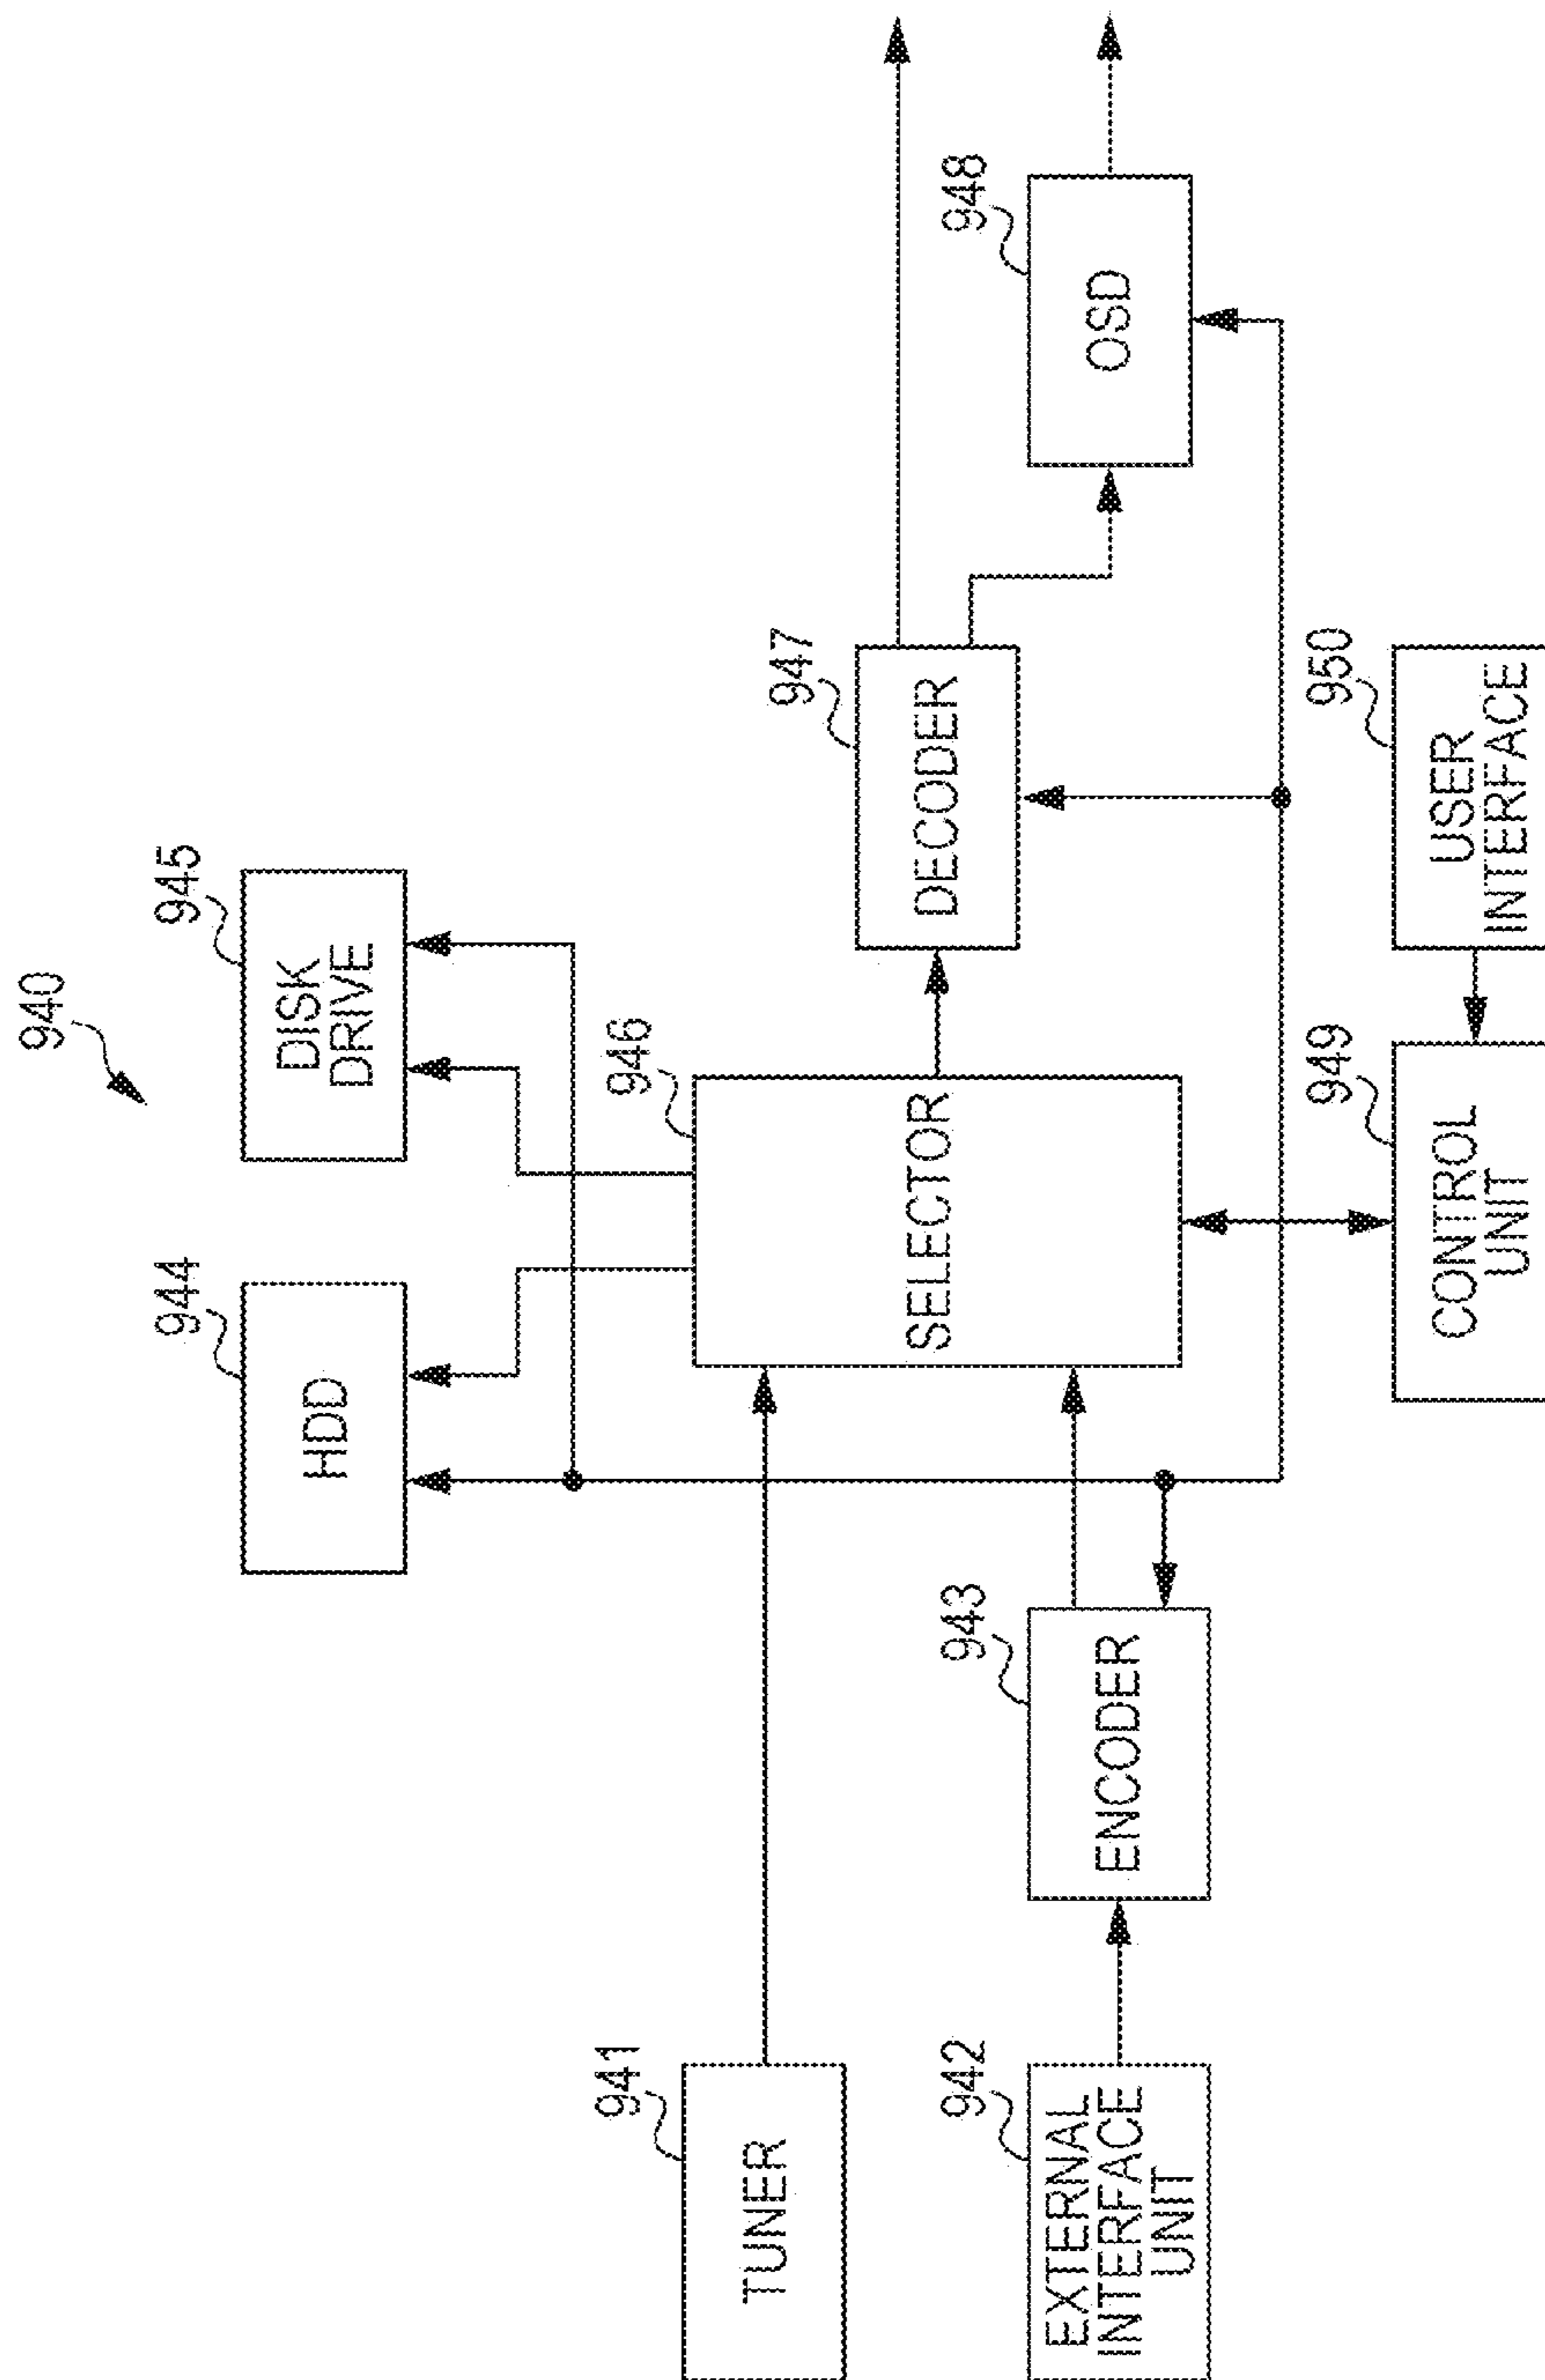 940
944
HDD
945
DISK
DRIVE
941
TUNER
946
SELECTOR
947
DECODER
942
EXTERNAL
INTERFACE
UNIT
943
ENCODER
948
OSD
949
CONTROL
UNIT
950
USER
INTERFACE